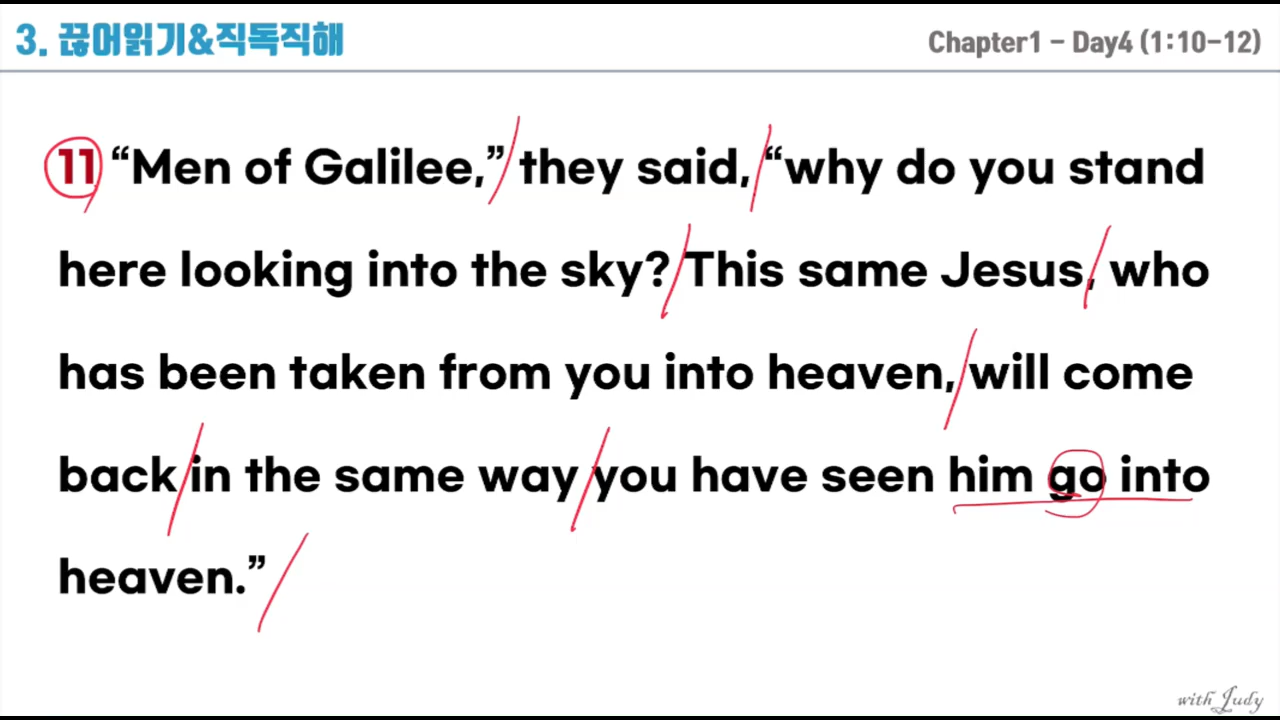 3. 끊어읽기&직독직해
Chapter1 - Day4 (1:10-12)
11 “Men of Galilee,” they said, “why do you stand
here looking into the sky? This same Jesus, who
has been taken from you into heaven, will come
back in the same way you have seen him go into
heaven.”
with Judy